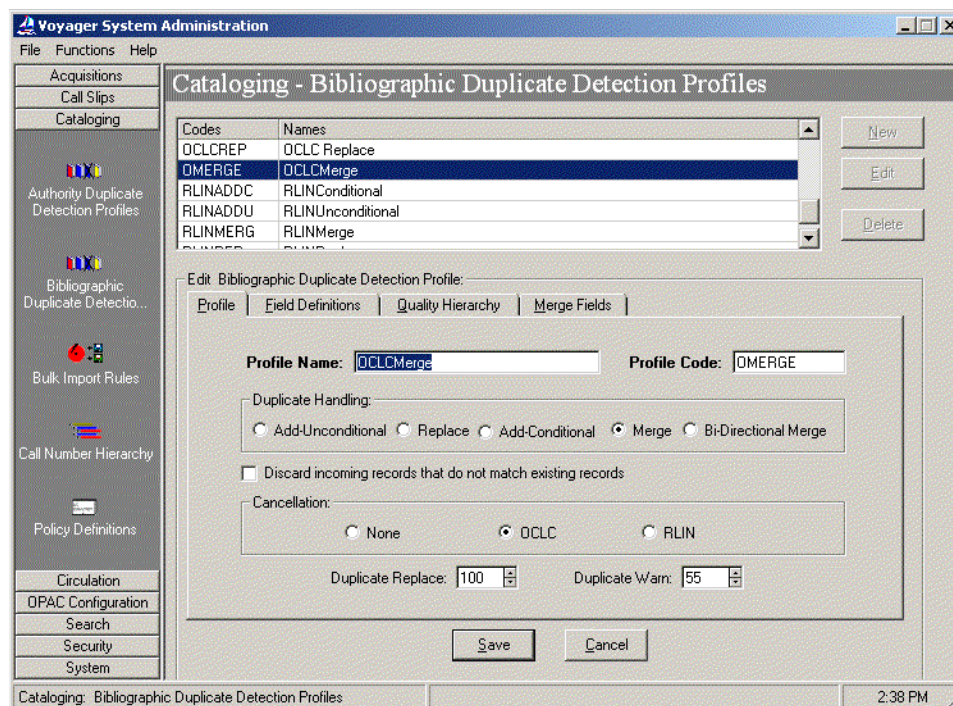 Voyager System Administration
File Functions Help
Acquisitions
Call Slips
Cataloging
Authority Duplicate
Detection Profiles
Bibliographic
Duplicate Detectio...
Bulk Import Rules
Call Number Hierarchy
Policy Definitions
Circulation
OPAC Configuration
Search
Security
System
Cataloging - Bibliographic Duplicate Detection Profiles
Codes Names
OCLCREP OCLC Replace
OMERGE OCLCMerge
RLINADDC RLINConditional
RLINADDU RLINUnconditional
RLINMERG RLINMerge
New
Edit
Delete
Edit Bibliographic Duplicate Detection Profile:
Profile Field Definitions Quality Hierarchy Merge Fields
Profile Name: OCLCMerge Profile Code: OMERGE
Duplicate Handling:
Add-Unconditional Replace Add-Conditional Merge Bi-Directional Merge
Discard incoming records that do not match existing records
Cancellation:
None OCLC RLIN
Duplicate Replace: 100 Duplicate Warn: 55
Save Cancel
Cataloging: Bibliographic Duplicate Detection Profiles 2:38 PM